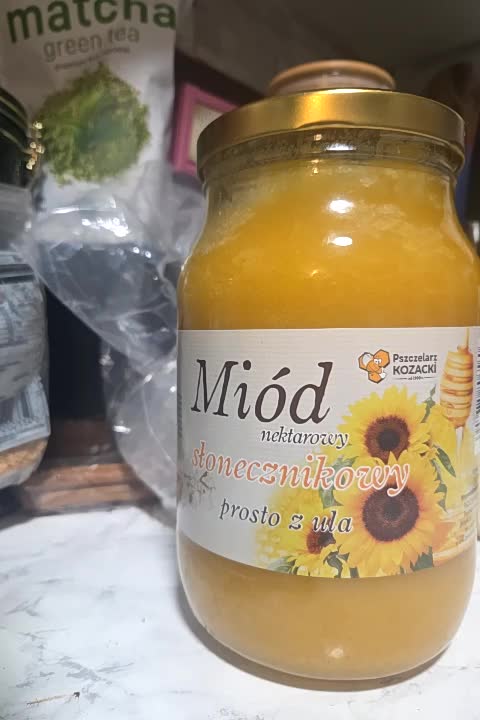 matcha
green tea
Pszczelarz
KOZACKI
Miód
nektarowy
słonecznikowy
prosto z ula